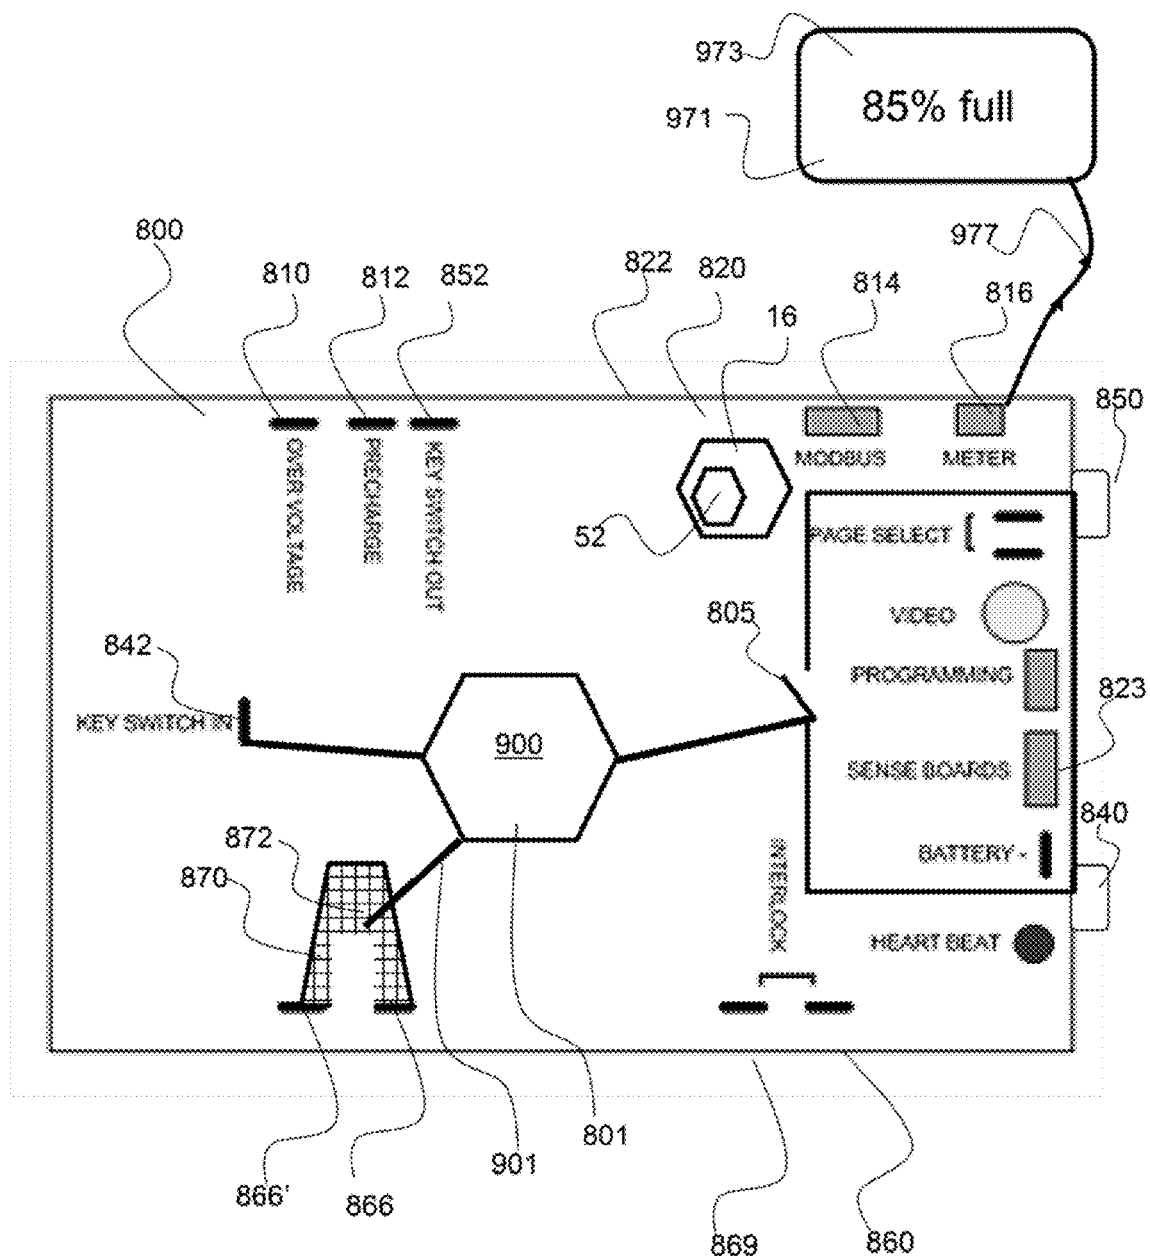 973
85% full
971
800
977
822
820
810
812
852
814
816
16
850
MODBUS
METER
OVER VOLTAGE
PRECHARGE
KEY SWITCH OUT
52
PAGE SELECT
805
VIDEO
842
PROGRAMMING
823
KEY SWITCH IN
900
SENSE BOARDS
840
872
INTERLOCK
BATTERY -
870
HEART BEAT
801
901
866'
866
869
860